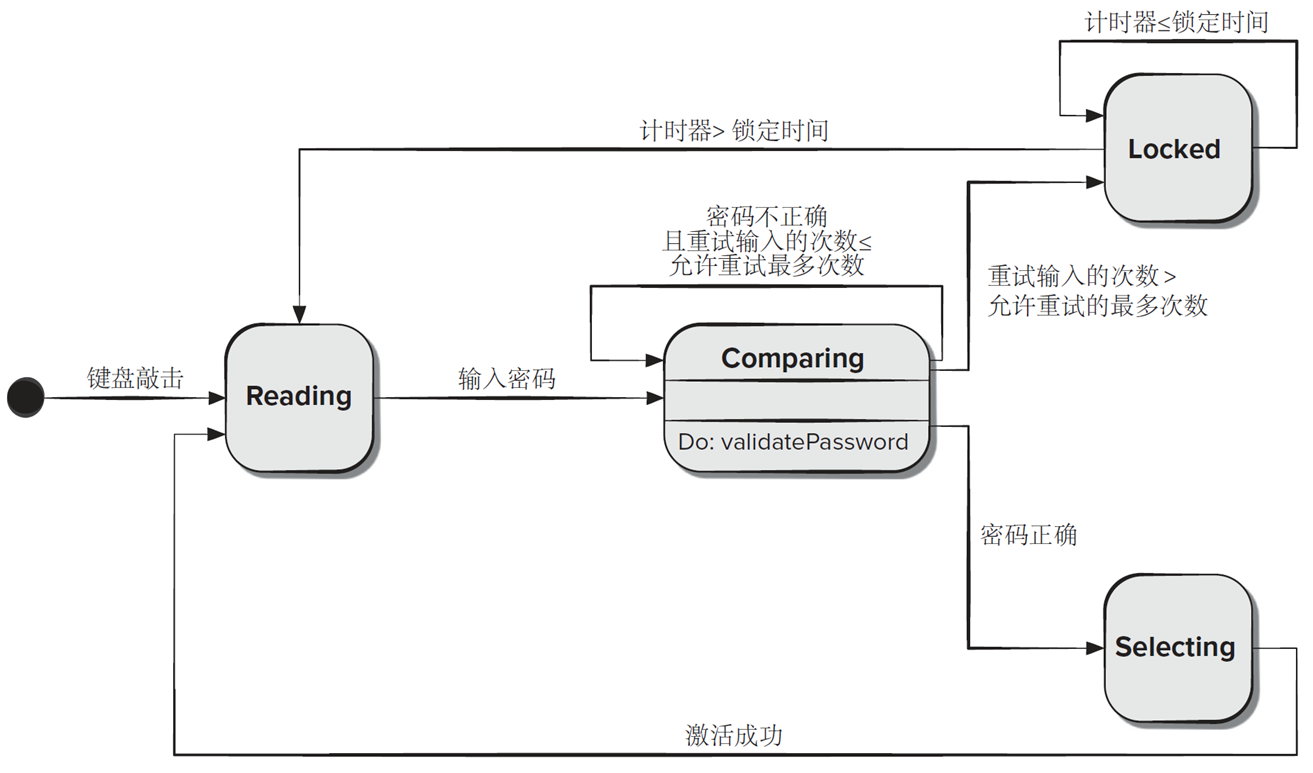 计时器≤锁定时间
Locked
计时器> 锁定时间
密码不正确
且重试输入的次数≤
允许重试最多次数
重试输入的次数 >
允许重试的最多次数
键盘敲击
Reading
输入密码
Comparing
Do: validatePassword
密码正确
Selecting
激活成功